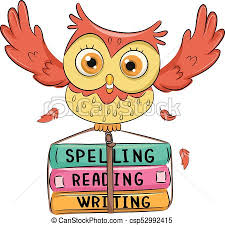 SPELLING
READING
WRITING
© CanStockPhoto.com - csp52992415